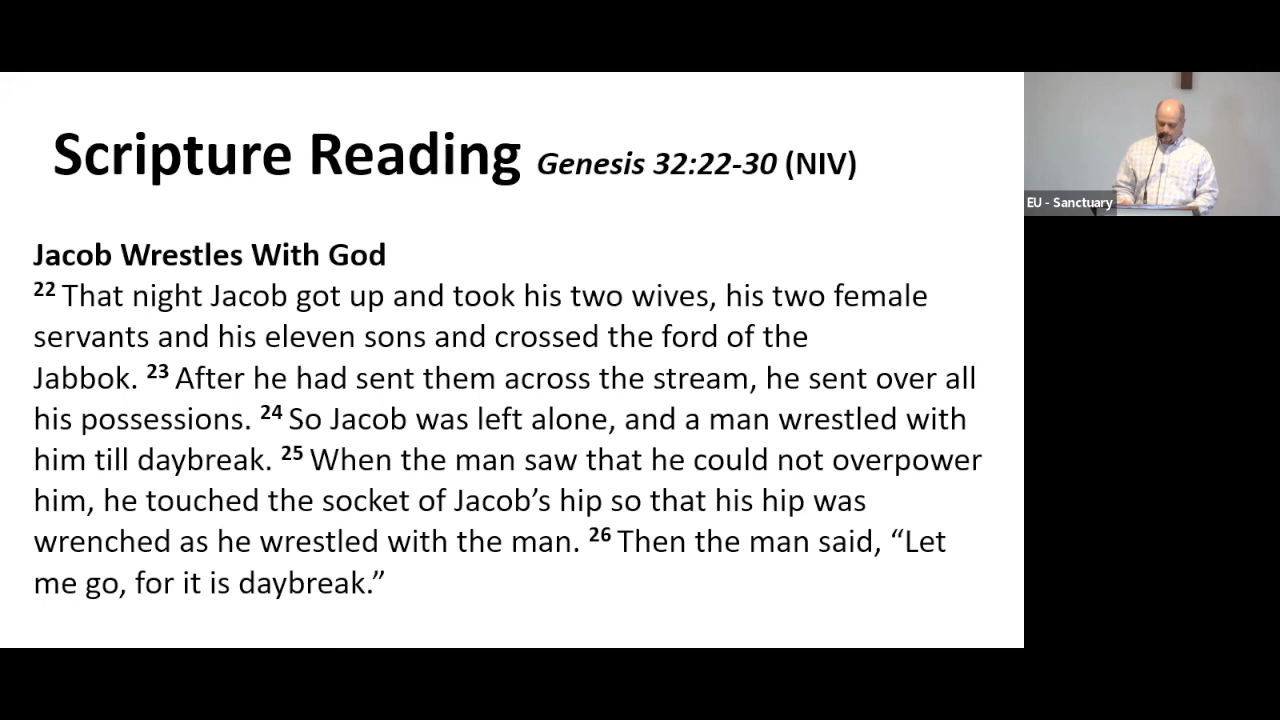 Scripture Reading Genesis 32:22-30 (NIV)
EU - Sanctuary
Jacob Wrestles With God
22 That night Jacob got up and took his two wives, his two female
servants and his eleven sons and crossed the ford of the
Jabbok. 23 After he had sent them across the stream, he sent over all
his possessions. 24 So Jacob was left alone, and a man wrestled with
him till daybreak. 25 When the man saw that he could not overpower
him, he touched the socket of Jacob’s hip so that his hip was
wrenched as he wrestled with the man. 26 Then the man said, “Let
me go, for it is daybreak.”